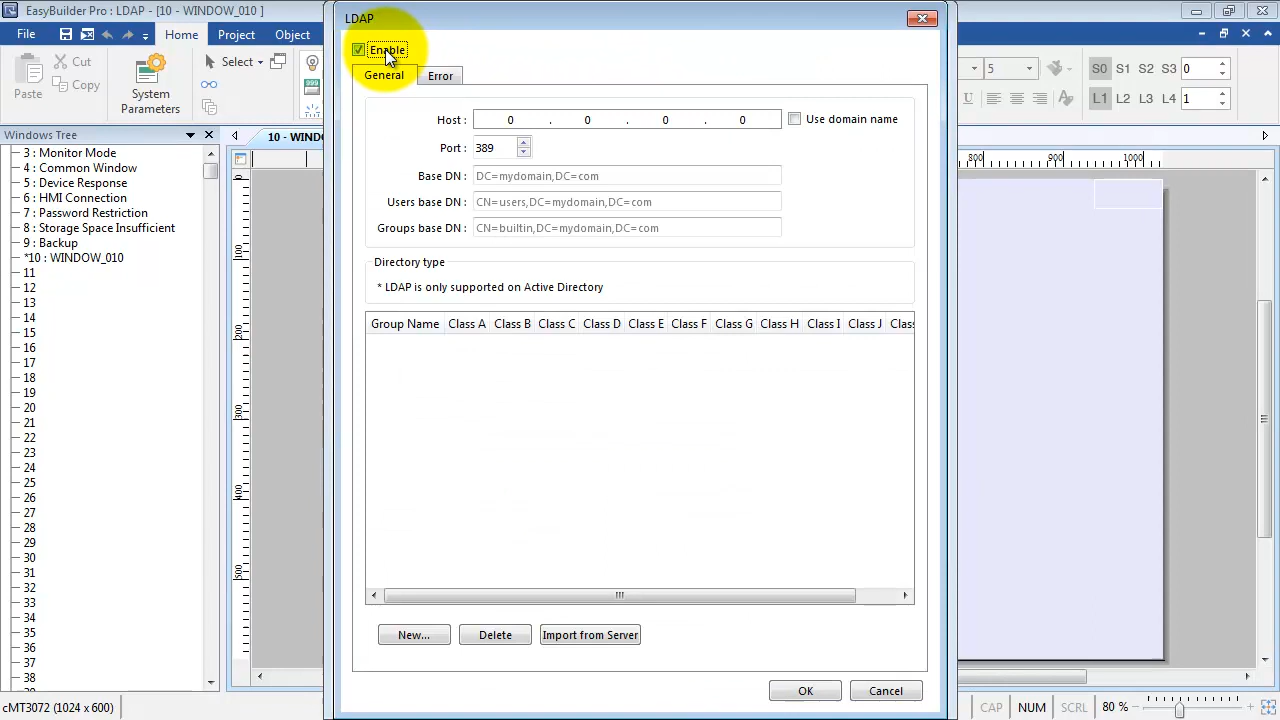 EasyBuilder Pro : LDAP - [10 - WINDOW_010 ]
File Home Project Object
Paste
Cut
Copy
System
Parameters
Select
5
U
S0 S1 S2 S3 0
L1 L2 L3 L4 1
Windows Tree
3 : Monitor Mode
4 : Common Window
5 : Device Response
6 : HMI Connection
7 : Password Restriction
8 : Storage Space Insufficient
9 : Backup
*10 : WINDOW_010
11
12
13
14
15
16
17
18
19
20
21
22
23
24
25
26
27
28
29
30
31
32
33
34
35
36
37
38
10 - WIND
100
200
300
400
500
800 900 1000
LDAP
Enable
General Error
Host : 0 . 0 . 0 . 0 Use domain name
Port : 389
Base DN : DC=mydomain,DC=com
Users base DN : CN=users,DC=mydomain,DC=com
Groups base DN : CN=builtin,DC=mydomain,DC=com
Directory type
* LDAP is only supported on Active Directory
Group Name Class A Class B Class C Class D Class E Class F Class G Class H Class I Class J Class
New... Delete Import from Server
OK Cancel
cMT3072 (1024 x 600)
CAP NUM SCRL 80 %